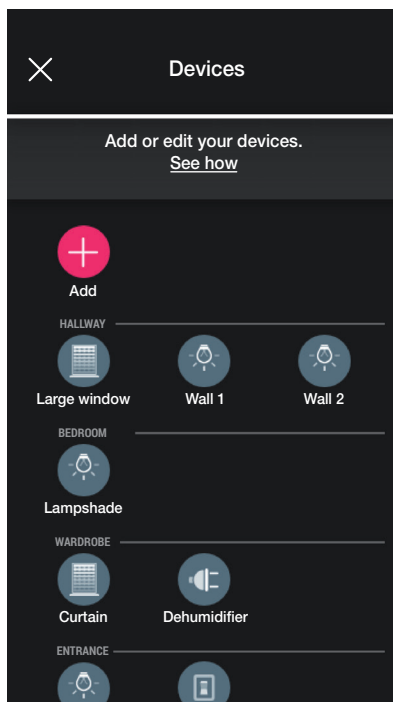 Devices
Add or edit your devices.
See how
Add
HALLWAY
Large window
Wall 1
Wall 2
BEDROOM
Lampshade
WARDROBE
Curtain
Dehumidifier
ENTRANCE